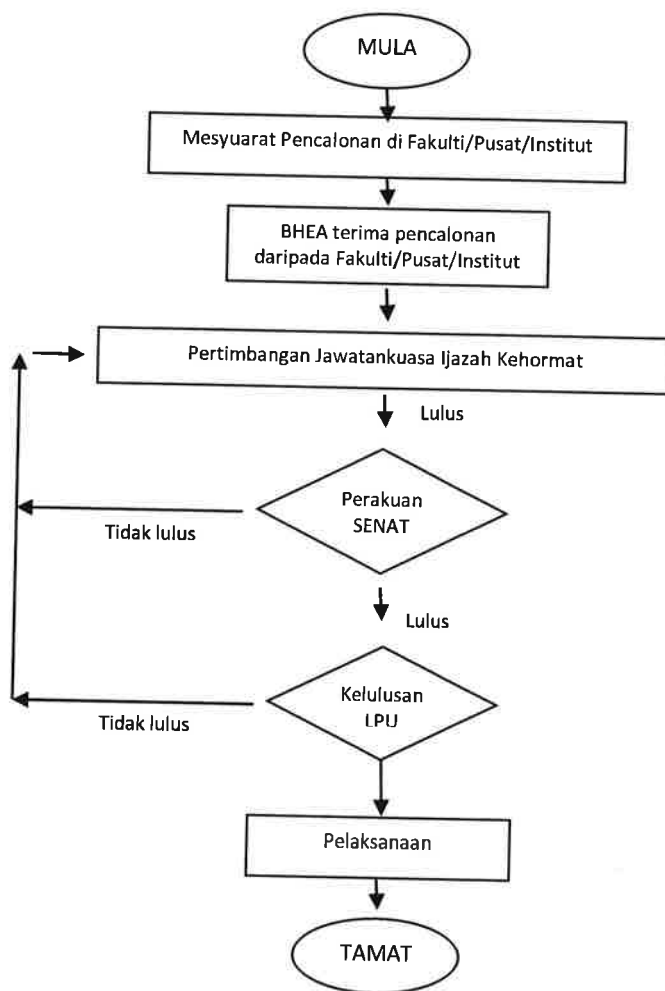 MULA
Mesyuarat Pencalonan di Fakulti/Pusat/Institut
BHEA terima pencalonan
daripada Fakulti/Pusat/Institut
Pertimbangan Jawatankuasa Ijazah Kehormat
Lulus
Perakuan
SENAT
Tidak lulus
Lulus
Kelulusan
LPU
Tidak lulus
Pelaksanaan
TAMAT